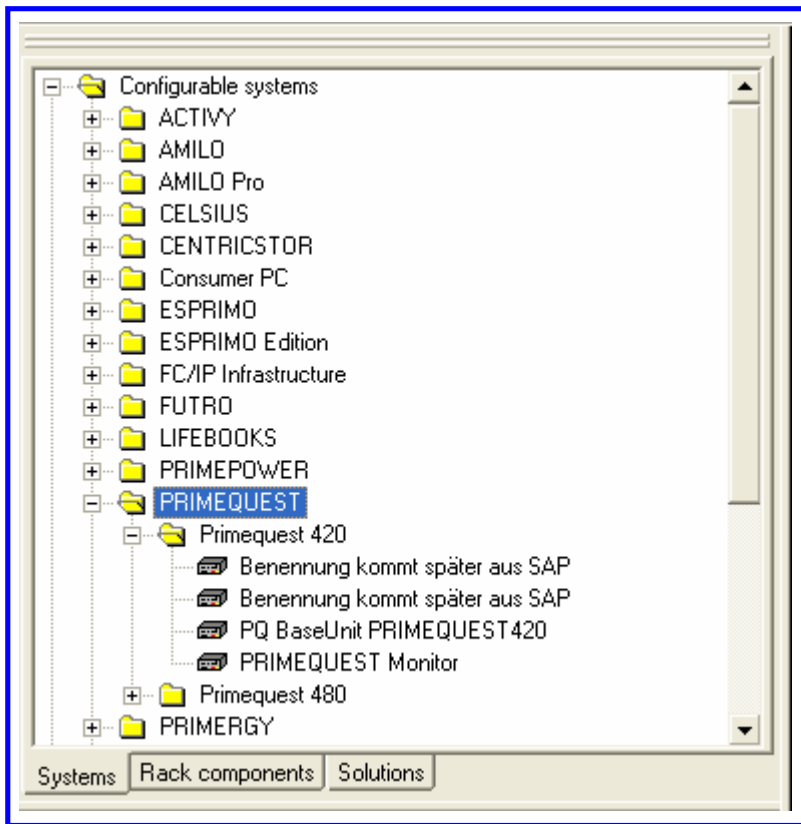 Configurable systems
ACTIVY
AMILO
AMILO Pro
CELSIUS
CENTRICSTOR
Consumer PC
ESPRIMO
ESPRIMO Edition
FC/IP Infrastructure
FUTRO
LIFEBOOKS
PRIMEPOWER
PRIMEQUEST
Primequest 420
Benennung kommt später aus SAP
Benennung kommt später aus SAP
PQ BaseUnit PRIMEQUEST420
PRIMEQUEST Monitor
Primequest 480
PRIMERGY
Systems Rack components Solutions